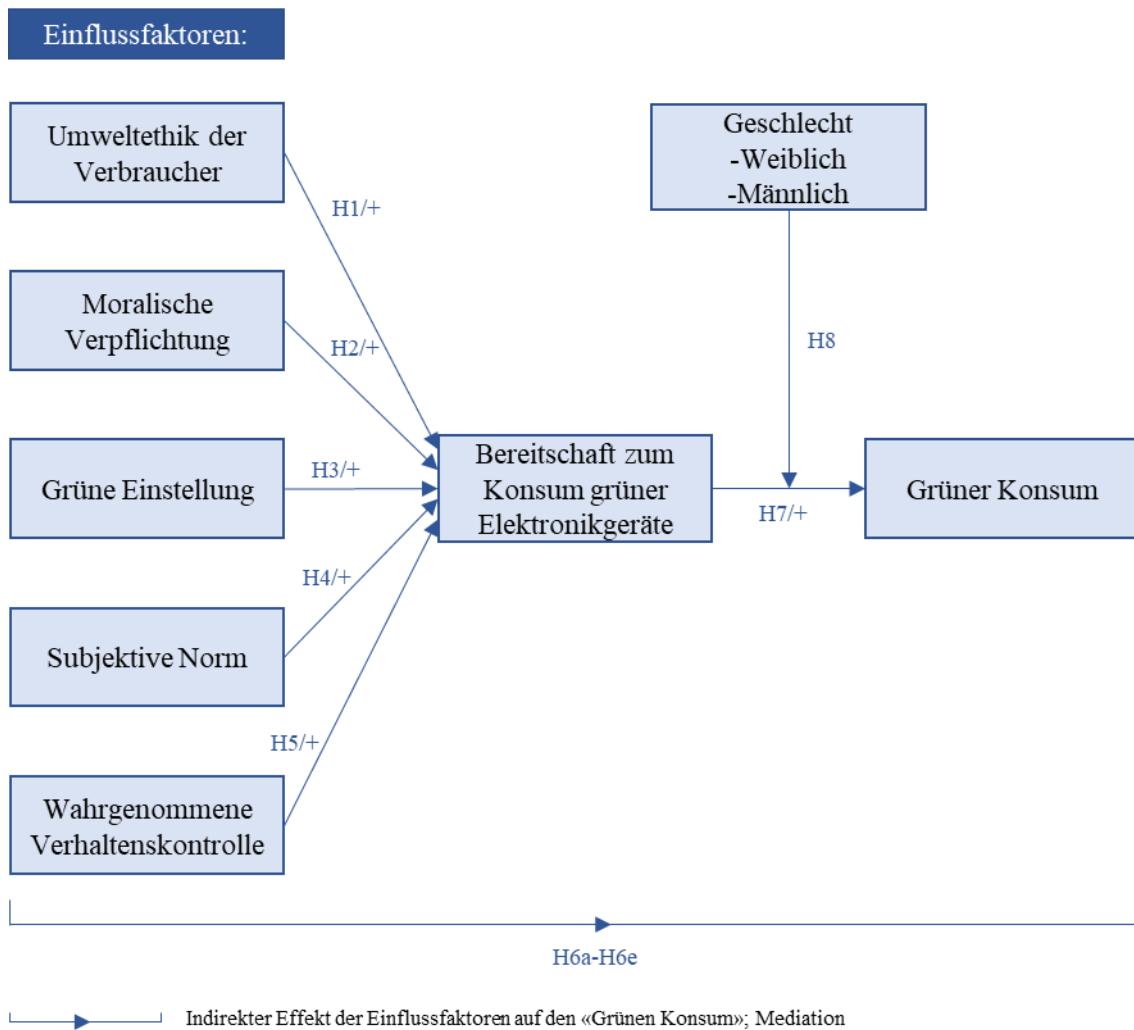 Einflussfaktoren:
Umweltethik der
Verbraucher
Geschlecht
-Weiblich
-Männlich
H1/+
Moralische
Verpflichtung
H2/+
H8
Grüne Einstellung
H3/+
Bereitschaft zum
Konsum grüner
Elektronikgeräte
H7/+
Grüner Konsum
H4/+
Subjektive Norm
H5/+
Wahrgenommene
Verhaltenskontrolle
H6a-H6e
Indirekter Effekt der Einflussfaktoren auf den «Grünen Konsum»; Mediation